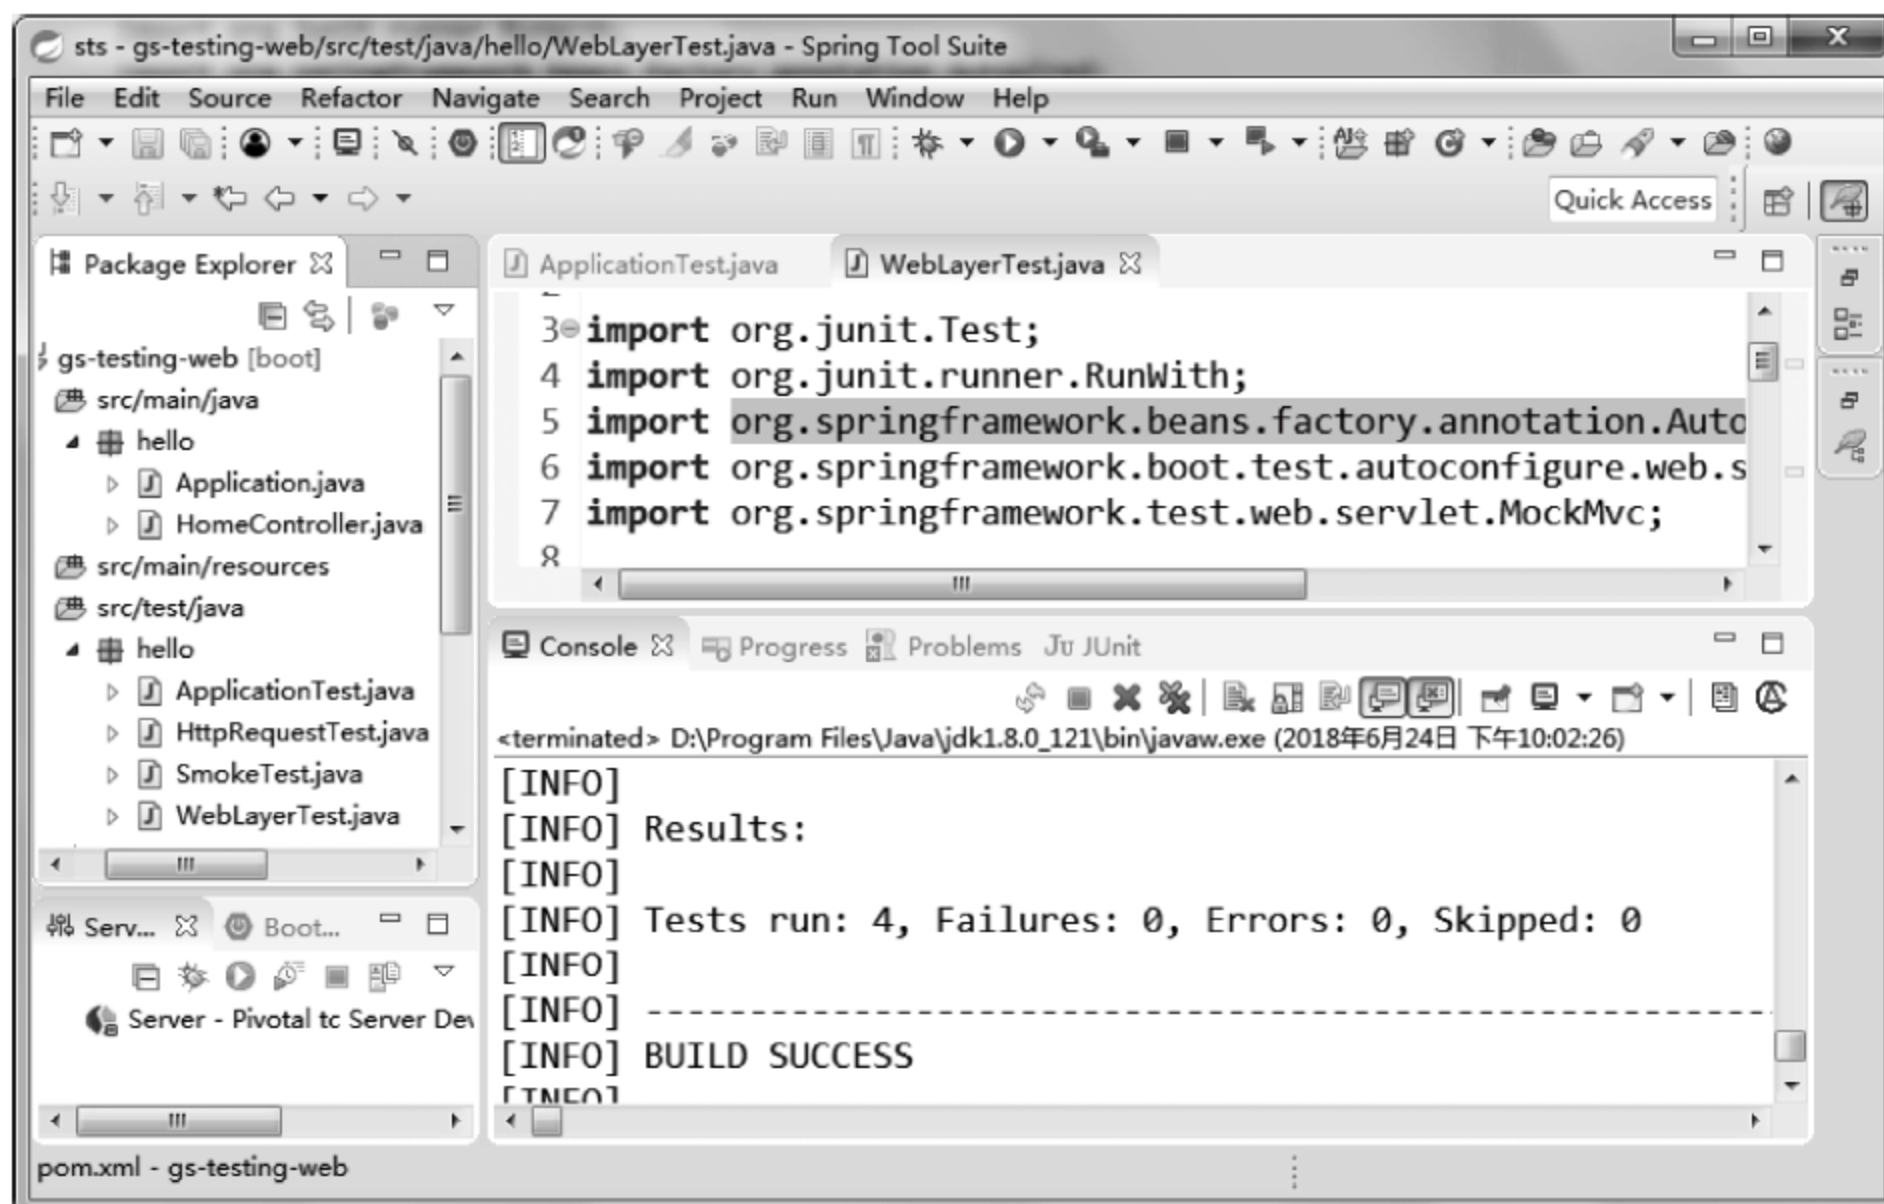 sts - gs-testing-web/src/test/java/hello/WebLayerTest.java - Spring Tool Suite
File Edit Source Refactor Navigate Search Project Run Window Help
Quick Access
Package Explorer
gs-testing-web [boot]
src/main/java
hello
Application.java
HomeController.java
src/main/resources
src/test/java
hello
ApplicationTest.java
HttpRequestTest.java
SmokeTest.java
WebLayerTest.java
Serv... Boot...
Server - Pivotal tc Server Dev
ApplicationTest.java WebLayerTest.java
3 import org.junit.Test;
4 import org.junit.runner.RunWith;
5 import org.springframework.beans.factory.annotation.Auto
6 import org.springframework.boot.test.autoconfigure.web.s
7 import org.springframework.test.web.servlet.MockMvc;
8
Console Progress Problems JUnit
<terminated> D:\Program Files\Java\jdk1.8.0_121\bin\javaw.exe (2018年6月24日 下午10:02:26)
[INFO]
[INFO] Results:
[INFO]
[INFO] Tests run: 4, Failures: 0, Errors: 0, Skipped: 0
[INFO]
[INFO] ------------------------------------------------------
[INFO] BUILD SUCCESS
[INFO]
pom.xml - gs-testing-web